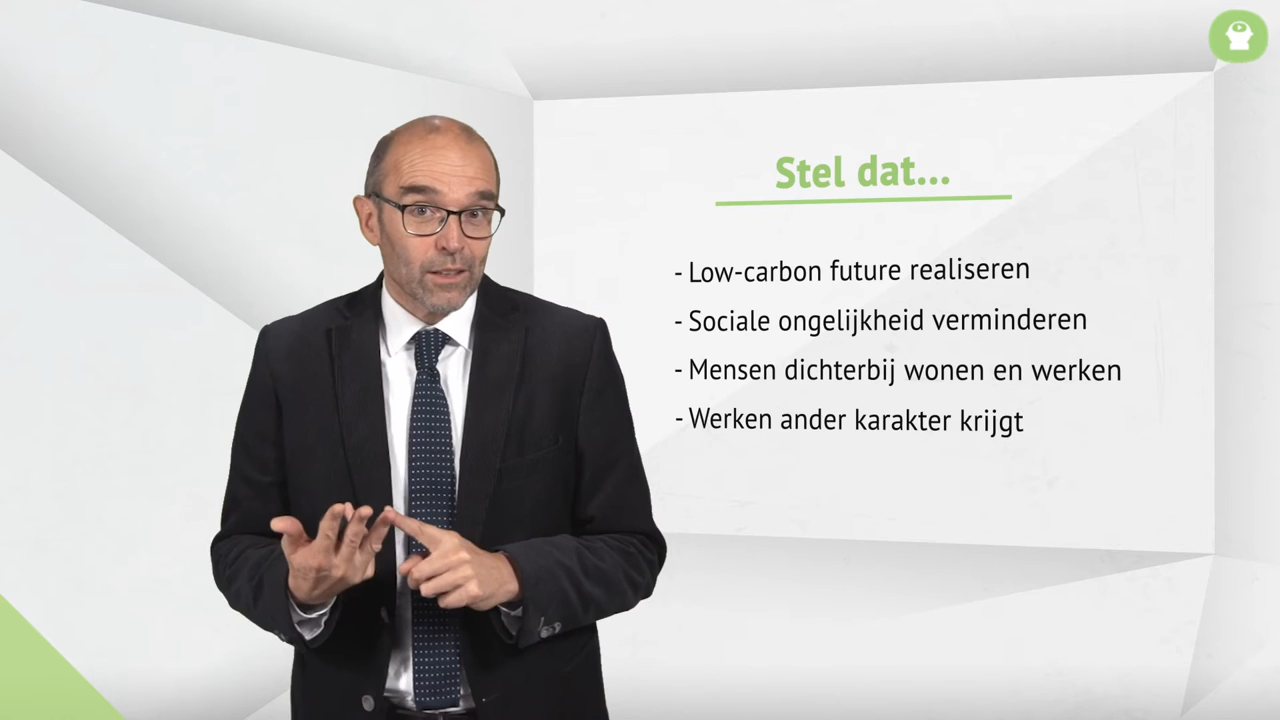 Stel dat...
- Low-carbon future realiseren
- Sociale ongelijkheid verminderen
- Mensen dichterbij wonen en werken
- Werken ander karakter krijgt